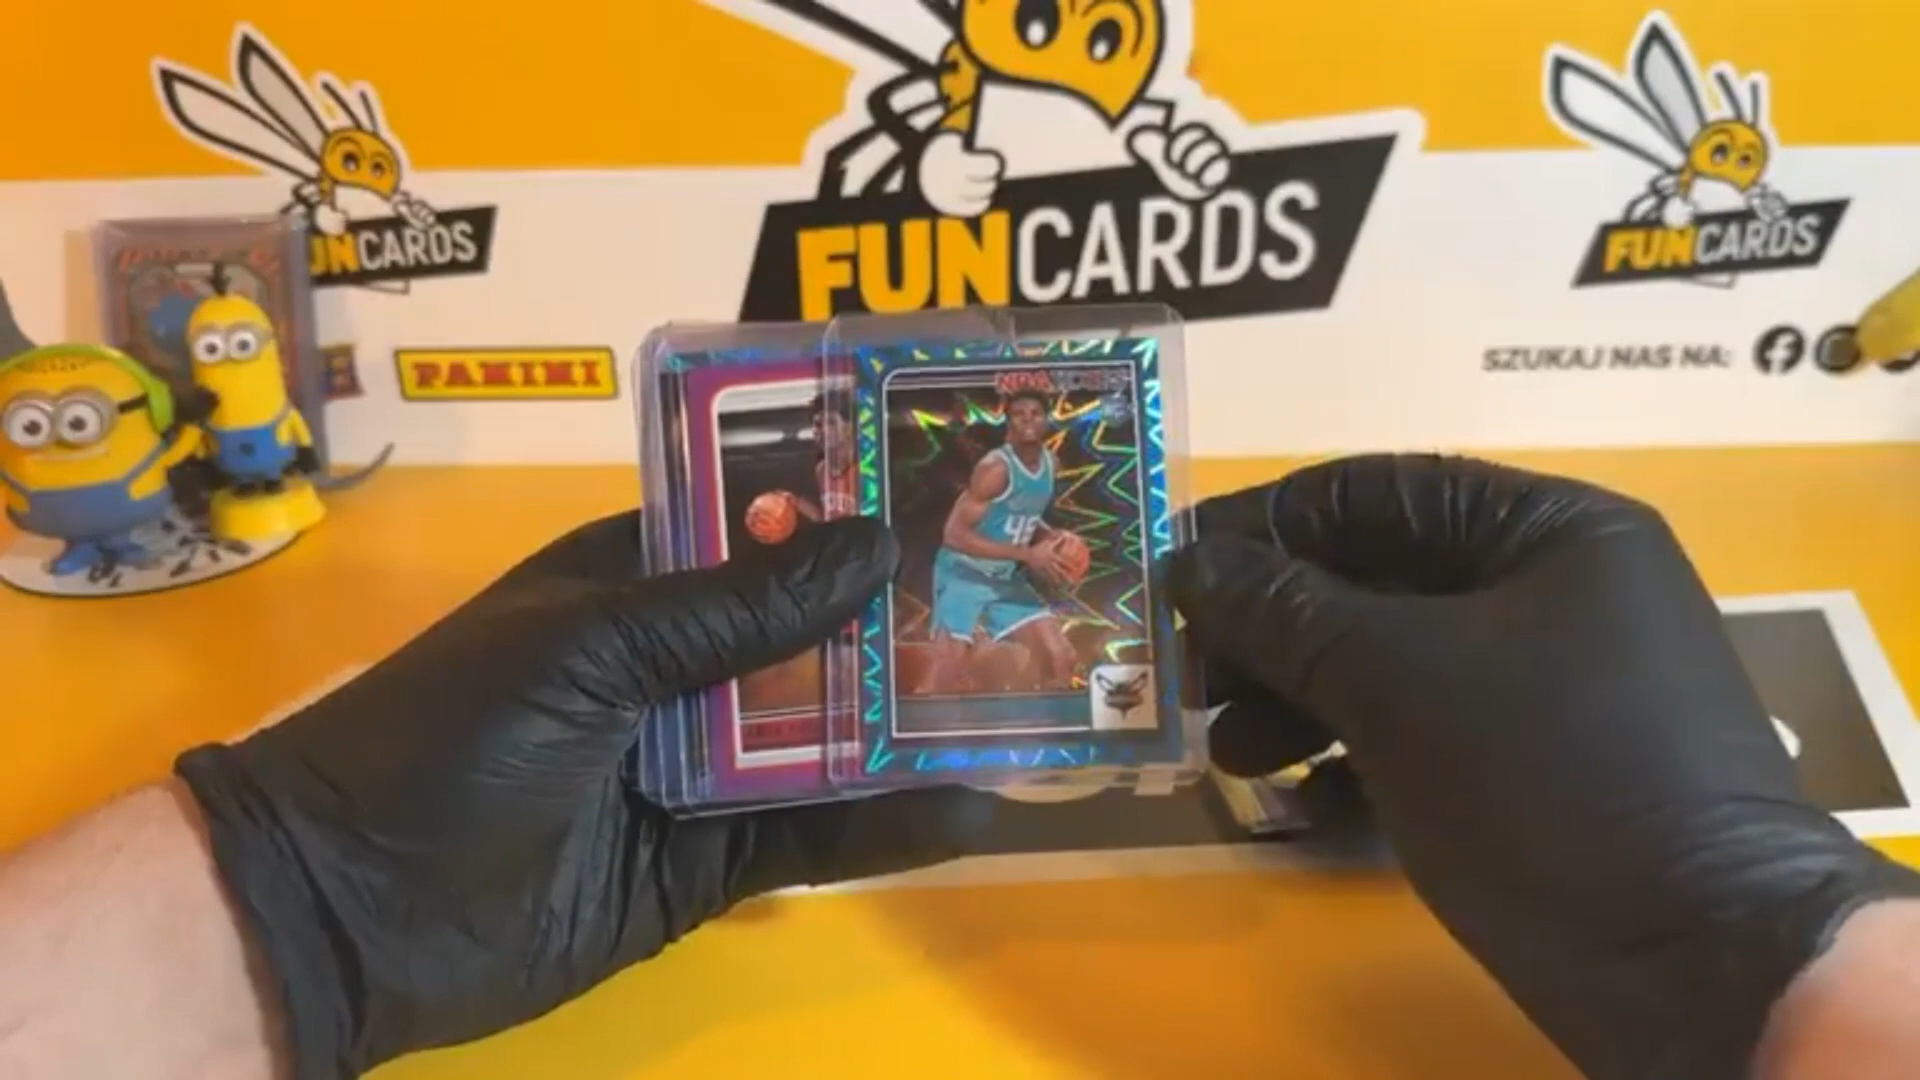 FUNCARDS
FUNCARDS
FUNCARDS
PANINI
SZUKAJ NAS NA:
NBA HOOPS